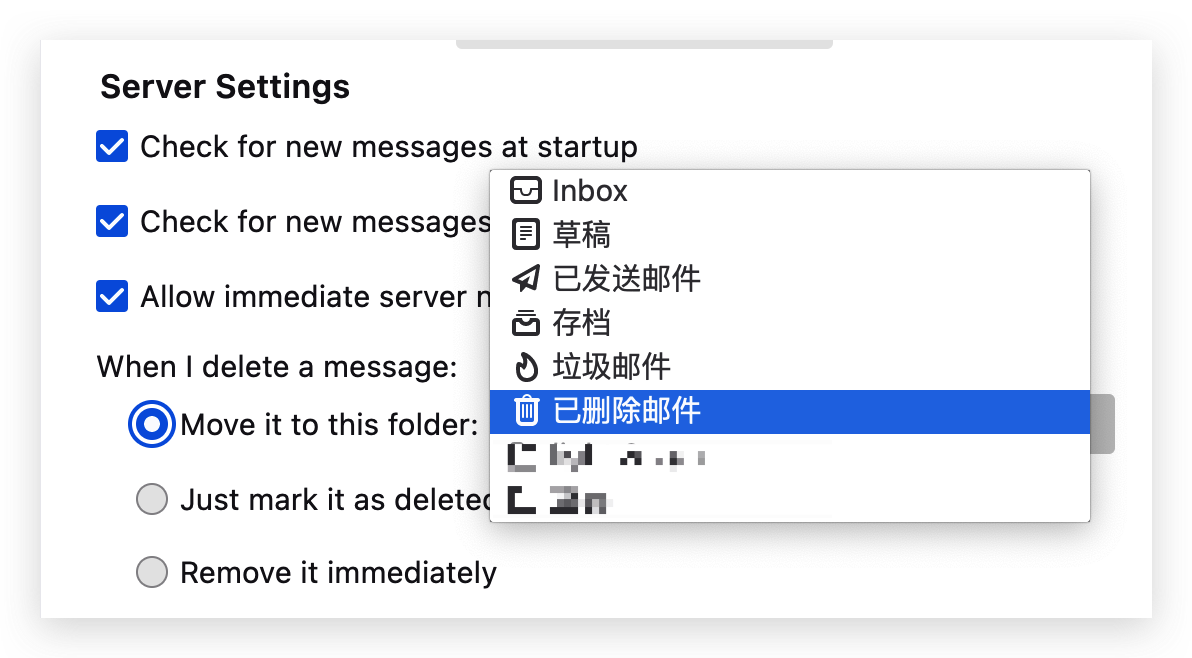 Server Settings
Check for new messages at startup
Check for new messages
Allow immediate server n
When I delete a message:
Move it to this folder:
Just mark it as deleted
Remove it immediately
Inbox
草稿
已发送邮件
存档
垃圾邮件
已删除邮件